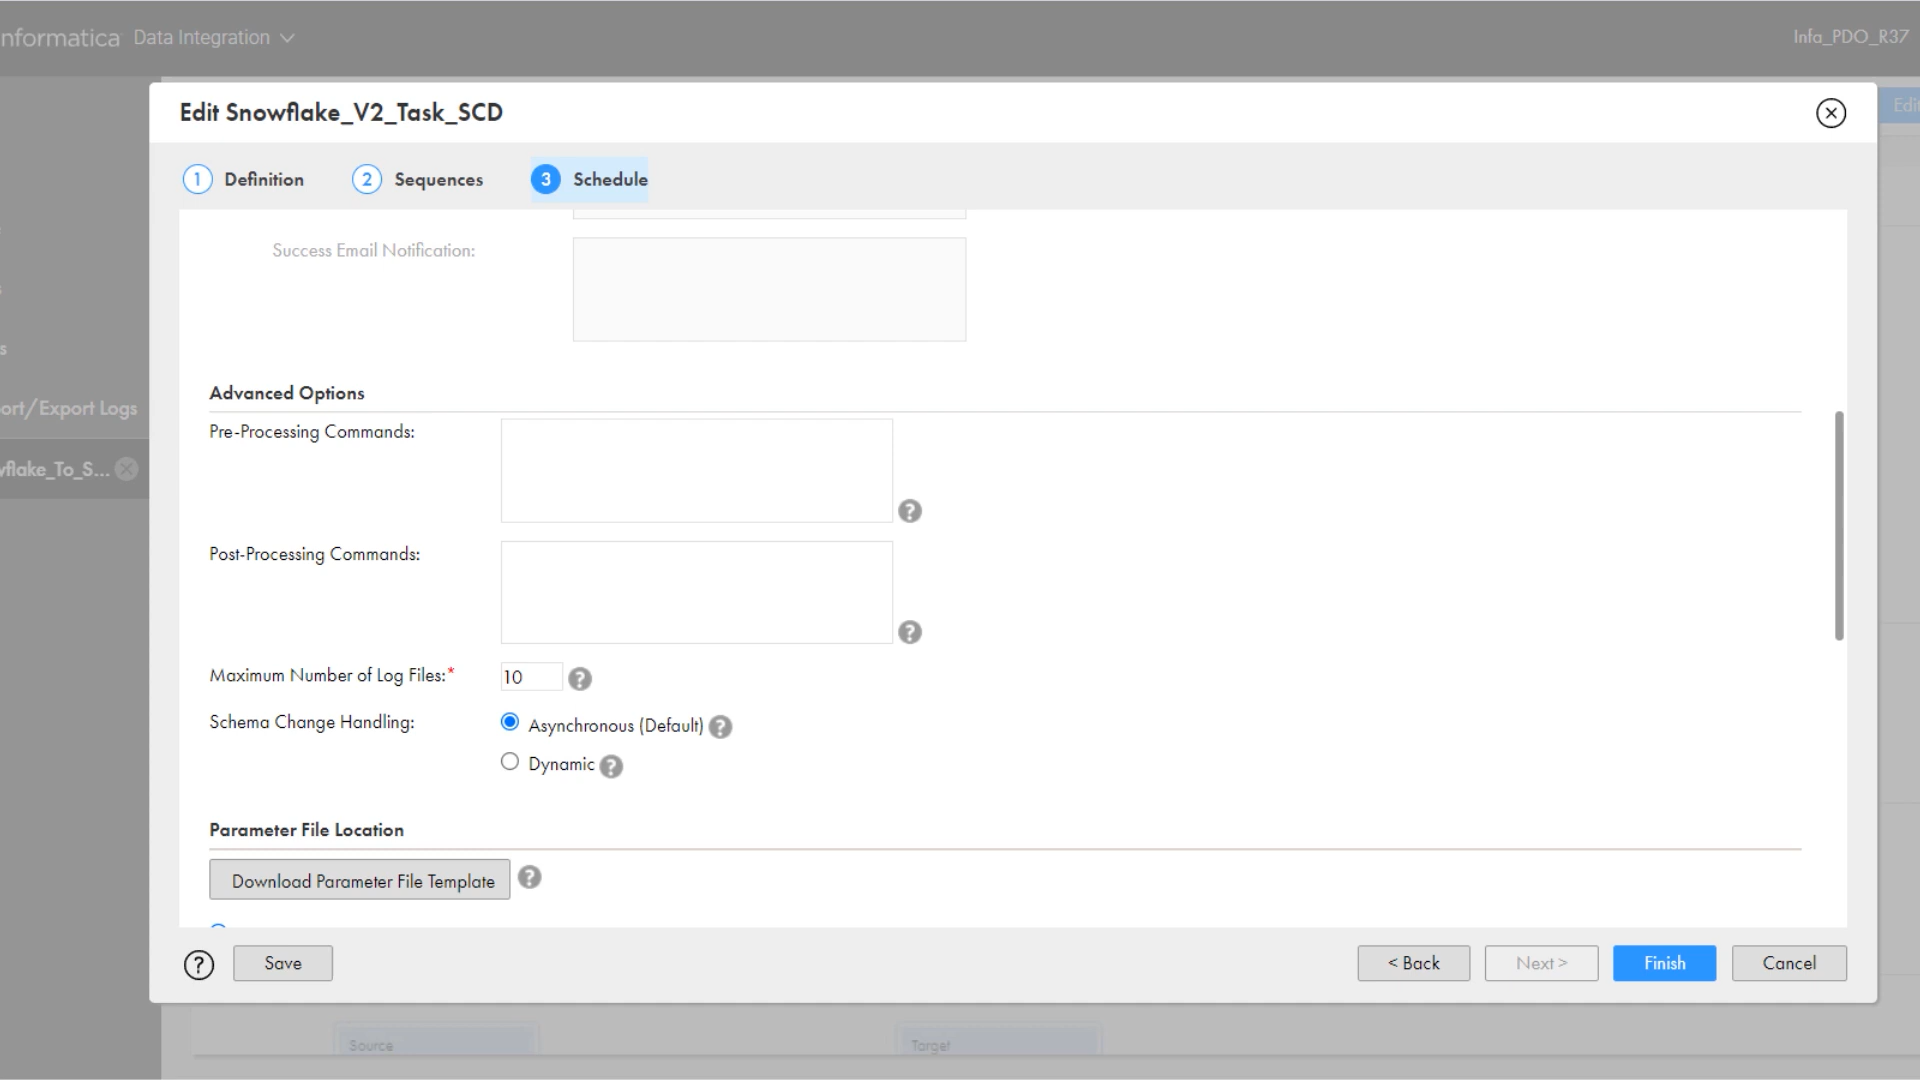 nformatica Data Integration
Infa_PDO_R37
Edit Snowflake_V2_Task_SCD
1 Definition 2 Sequences 3 Schedule
Success Email Notification:
ort/Export Logs
vflake_To_S...
Advanced Options
Pre-Processing Commands:
?
Post-Processing Commands:
?
Maximum Number of Log Files:* 10 ?
Schema Change Handling: Asynchronous (Default) ?
Dynamic ?
Parameter File Location
Download Parameter File Template ?
? Save < Back Next > Finish Cancel
Source Target